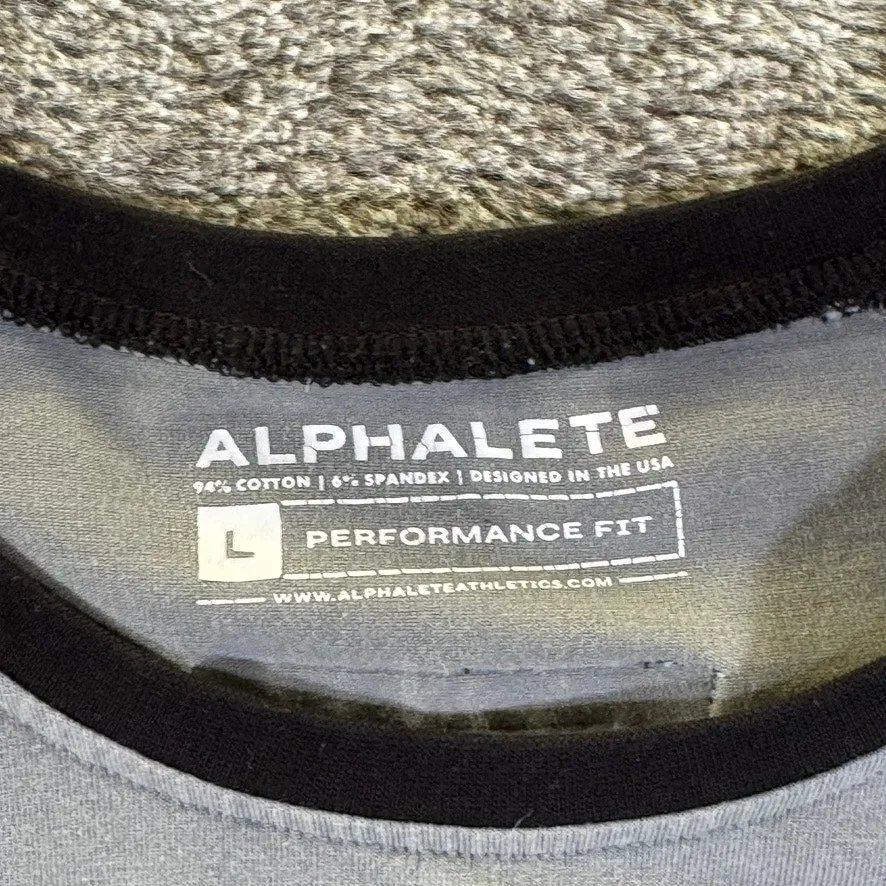 ALPHALETE
94% COTTON | 6% SPANDEX | DESIGNED IN THE USA
L PERFORMANCE FIT
WWW.ALPHALETEATHLETICS.COM